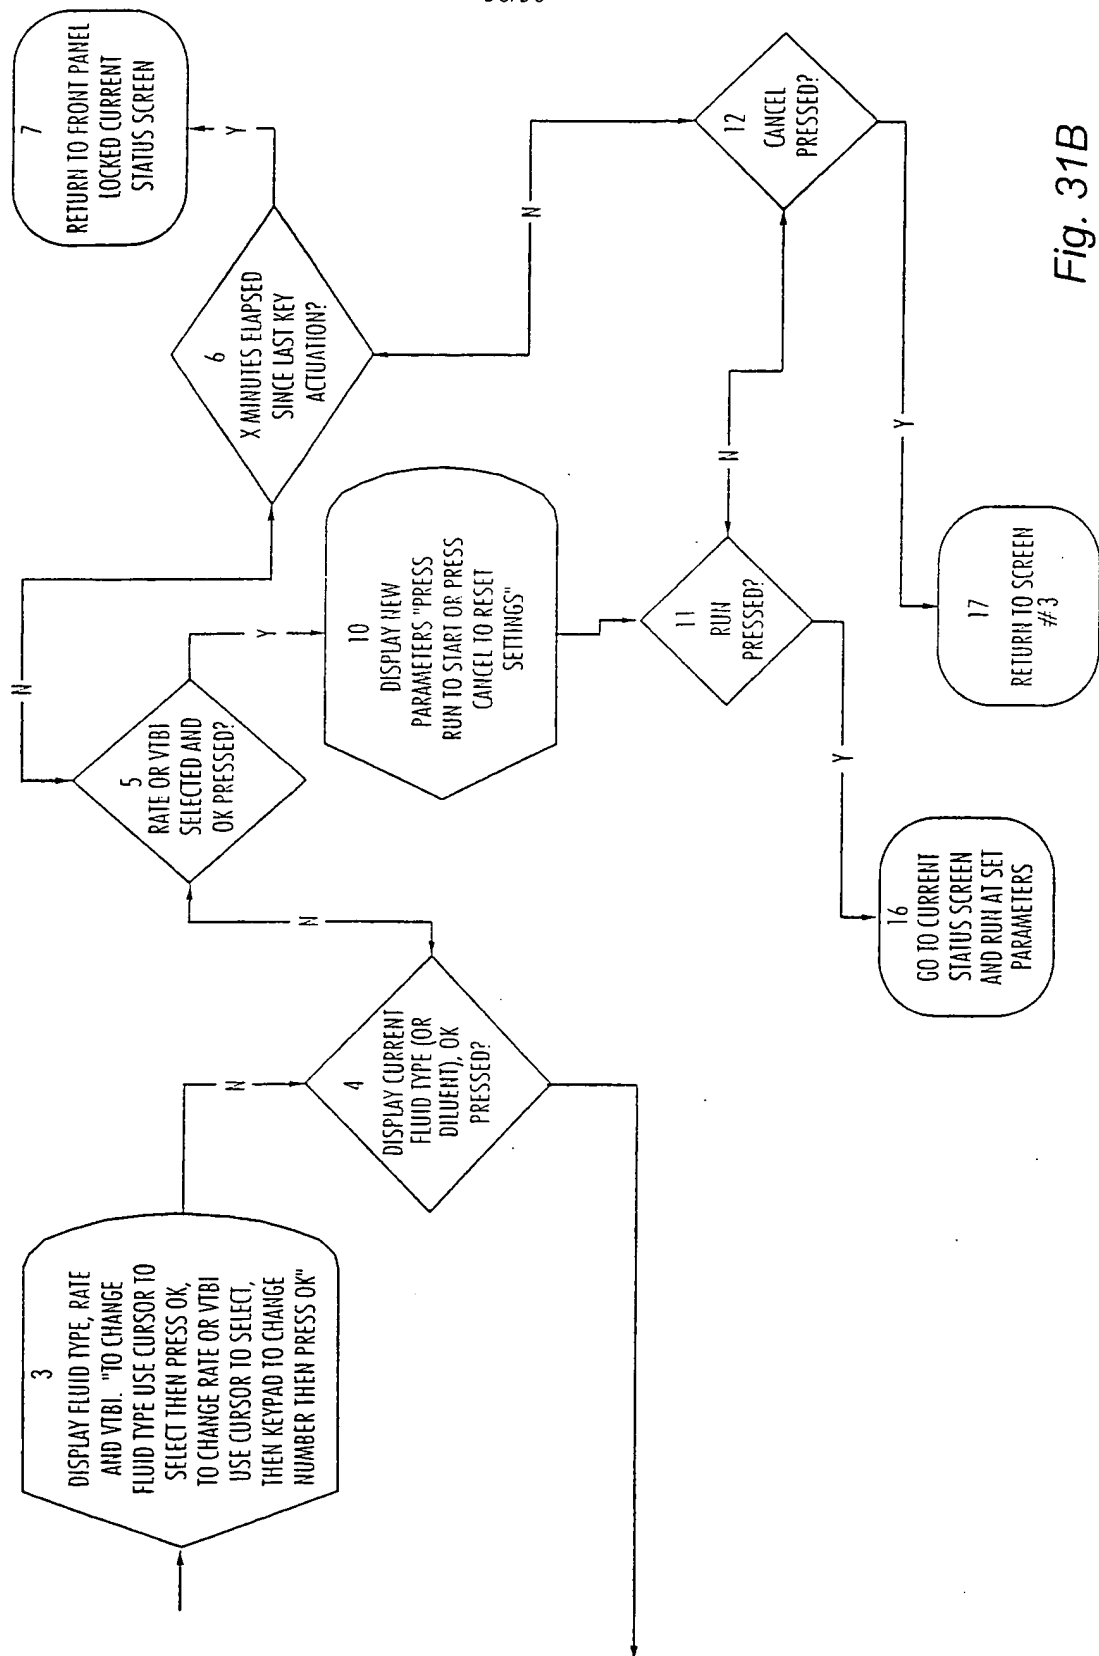 3
DISPLAY FLUID TYPE, RATE
AND VTBI. "TO CHANGE
FLUID TYPE USE CURSOR TO
SELECT THEN PRESS OK,
TO CHANGE RATE OR VTBI
USE CURSOR TO SELECT,
THEN KEYPAD TO CHANGE
NUMBER THEN PRESS OK"
N
4
DISPLAY CURRENT
FLUID TYPE (OR
DILUENT), OK
PRESSED?
N
5
RATE OR VTBI
SELECTED AND
OK PRESSED?
N
Y
6
X MINUTES ELAPSED
SINCE LAST KEY
ACTUATION?
Y
7
RETURN TO FRONT PANEL
LOCKED CURRENT
STATUS SCREEN
N
10
DISPLAY NEW
PARAMETERS "PRESS
RUN TO START OR PRESS
CANCEL TO RESET
SETTINGS"
11
RUN
PRESSED?
N
Y
12
CANCEL
PRESSED?
Y
16
GO TO CURRENT
STATUS SCREEN
AND RUN AT SET
PARAMETERS
17
RETURN TO SCREEN
#3
Fig. 31B